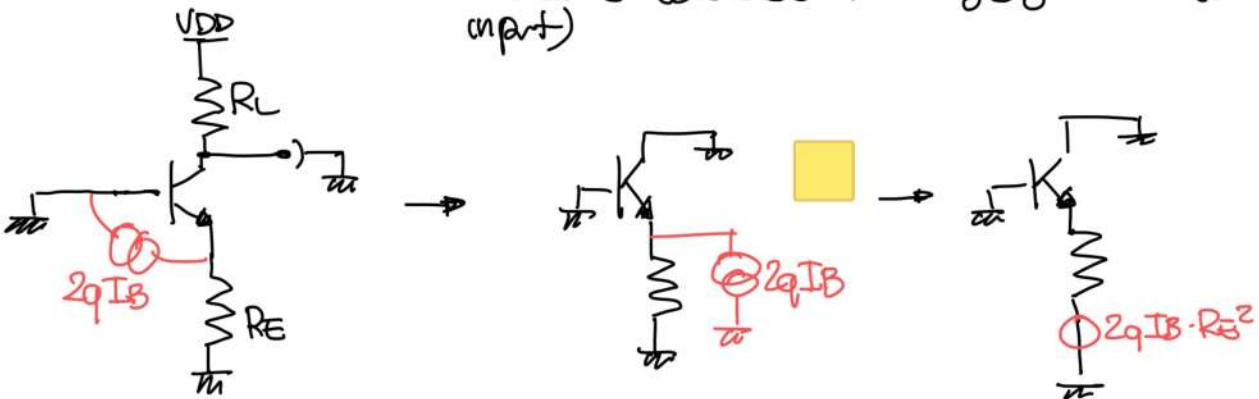 input)
VDD
RL
2qIB
RE
2qIB
2qIB·RE²